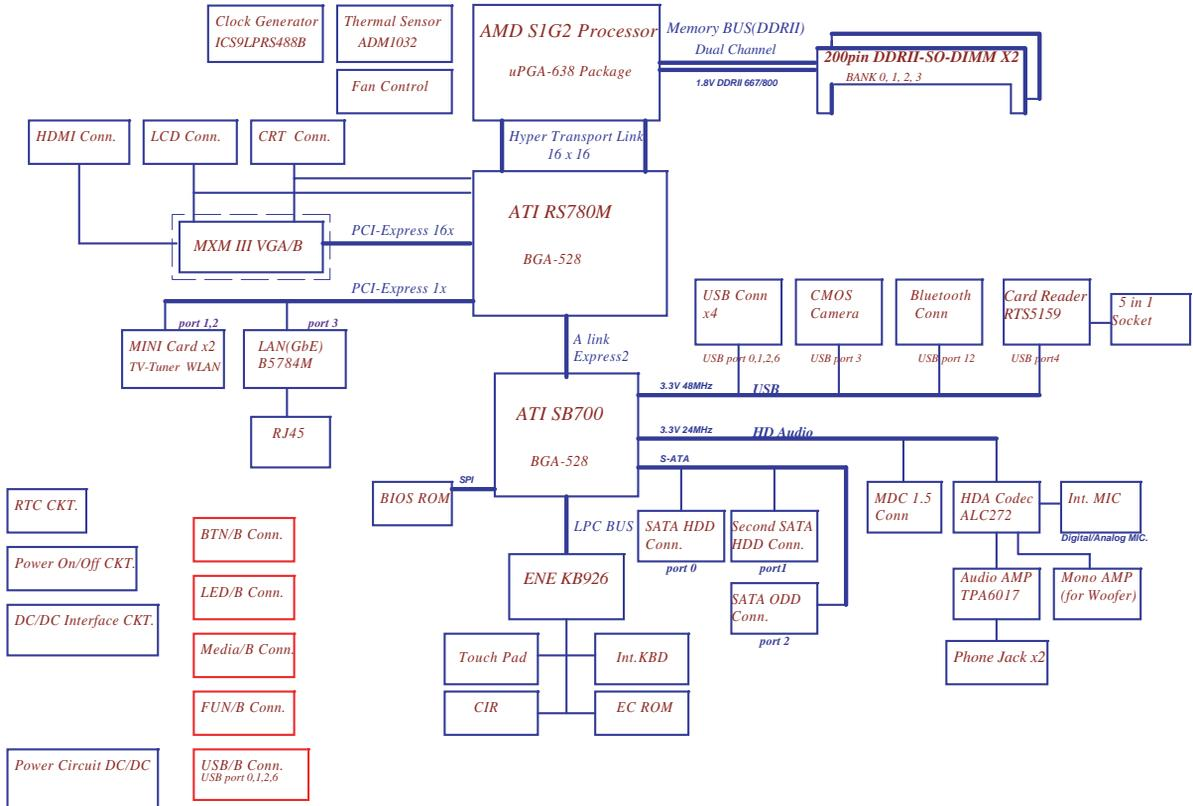 Clock Generator
ICS9LPRS488B
Thermal Sensor
ADM1032
Fan Control
AMD S1G2 Processor
uPGA-638 Package
Memory BUS(DDRII)
Dual Channel
1.8V DDRII 667/800
200pin DDRII-SO-DIMM X2
BANK 0, 1, 2, 3
Hyper Transport Link
16 x 16
HDMI Conn.
LCD Conn.
CRT Conn.
MXM III VGA/B
PCI-Express 16x
ATI RS780M
BGA-528
PCI-Express 1x
port 1,2
port 3
MINI Card x2
TV-Tuner WLAN
LAN(GbE)
B5784M
RJ45
A link
Express2
USB Conn
x4
USB port 0,1,2,6
CMOS
Camera
USB port 3
Bluetooth
Conn
USB port 12
Card Reader
RTS5159
USB port4
5 in 1
Socket
ATI SB700
BGA-528
3.3V 48MHz
USB
3.3V 24MHz
HD Audio
S-ATA
SPI
BIOS ROM
LPC BUS
SATA HDD
Conn.
port 0
Second SATA
HDD Conn.
port1
SATA ODD
Conn.
port 2
MDC 1.5
Conn
HDA Codec
ALC272
Int. MIC
Digital/Analog MIC.
Audio AMP
TPA6017
Mono AMP
(for Woofer)
Phone Jack x2
ENE KB926
Touch Pad
Int.KBD
CIR
EC ROM
RTC CKT.
Power On/Off CKT.
DC/DC Interface CKT.
Power Circuit DC/DC
BTN/B Conn.
LED/B Conn.
Media/B Conn.
FUN/B Conn.
USB/B Conn.
USB port 0,1,2,6